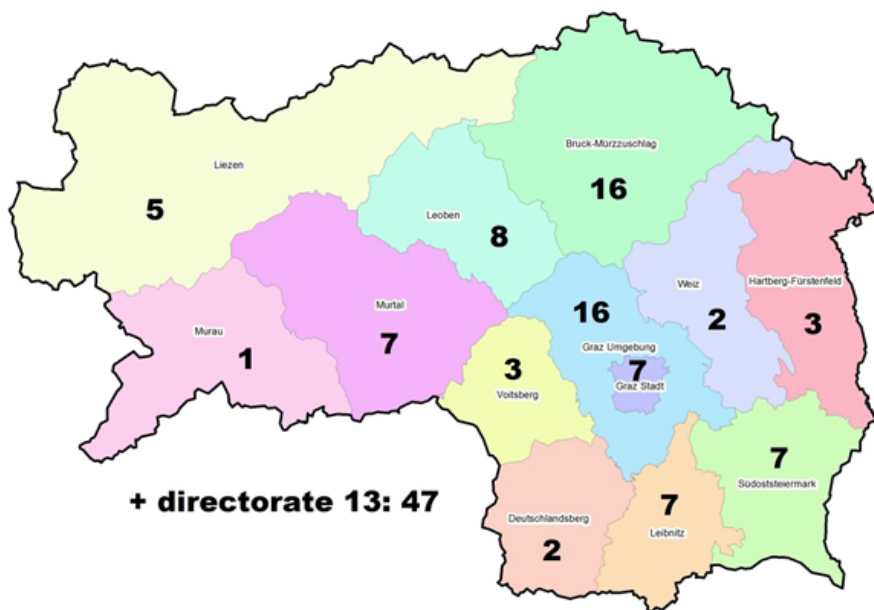 Bruck-Mürzzuschlag
16
Liezen
5
Leoben
8
Weiz
2
Hartberg-Fürstenfeld
3
Murtal
7
Murau
1
16
Graz Umgebung
7
Graz Stadt
3
Voitsberg
7
Südoststeiermark
+ directorate 13: 47
7
Leibnitz
Deutschlandsberg
2